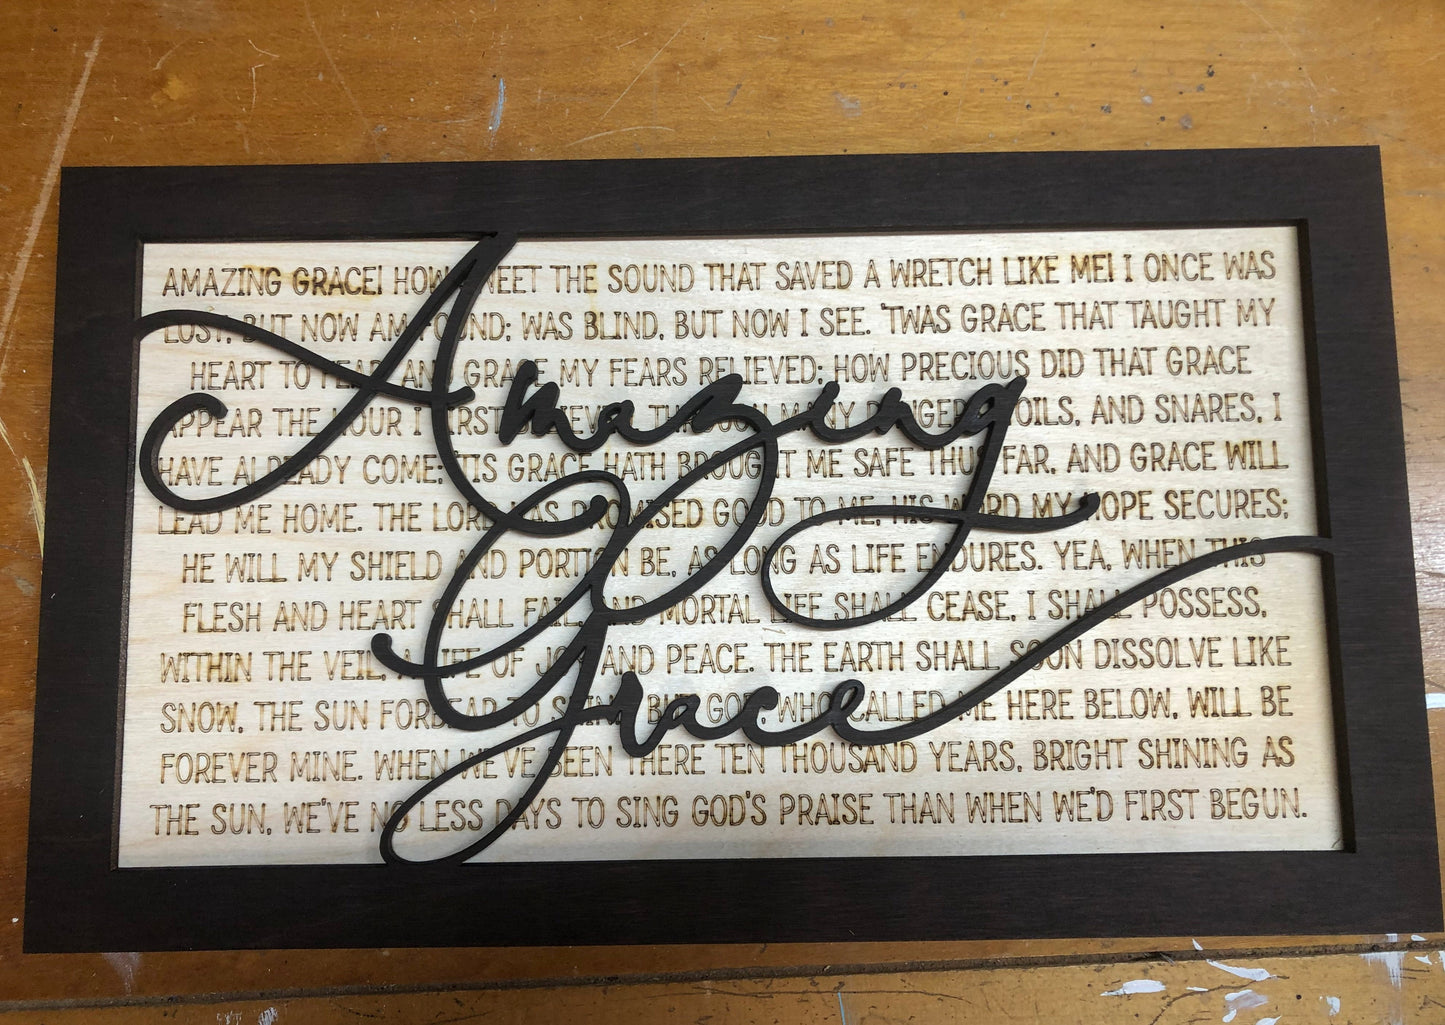 AMAZING GRACE! HOW SWEET THE SOUND THAT SAVED A WRETCH LIKE ME! I ONCE WAS
LOST, BUT NOW AM FOUND; WAS BLIND, BUT NOW I SEE. 'TWAS GRACE THAT TAUGHT MY
HEART TO FEAR, AND GRACE MY FEARS RELIEVED; HOW PRECIOUS DID THAT GRACE
APPEAR THE HOUR I FIRST BELIEVED. THROUGH MANY DANGERS, TOILS, AND SNARES, I
HAVE ALREADY COME; 'TIS GRACE HATH BROUGHT ME SAFE THUS FAR, AND GRACE WILL
LEAD ME HOME. THE LORD HAS PROMISED GOOD TO ME, HIS WORD MY HOPE SECURES;
HE WILL MY SHIELD AND PORTION BE, AS LONG AS LIFE ENDURES. YEA, WHEN THIS
FLESH AND HEART SHALL FAIL, AND MORTAL LIFE SHALL CEASE, I SHALL POSSESS,
WITHIN THE VEIL, A LIFE OF JOY AND PEACE. THE EARTH SHALL SOON DISSOLVE LIKE
SNOW, THE SUN FORBEAR TO SHINE; BUT GOD, WHO CALLED ME HERE BELOW, WILL BE
FOREVER MINE. WHEN WE'VE BEEN THERE TEN THOUSAND YEARS, BRIGHT SHINING AS
THE SUN, WE'VE NO LESS DAYS TO SING GOD'S PRAISE THAN WHEN WE'D FIRST BEGUN.
Amazing
Grace